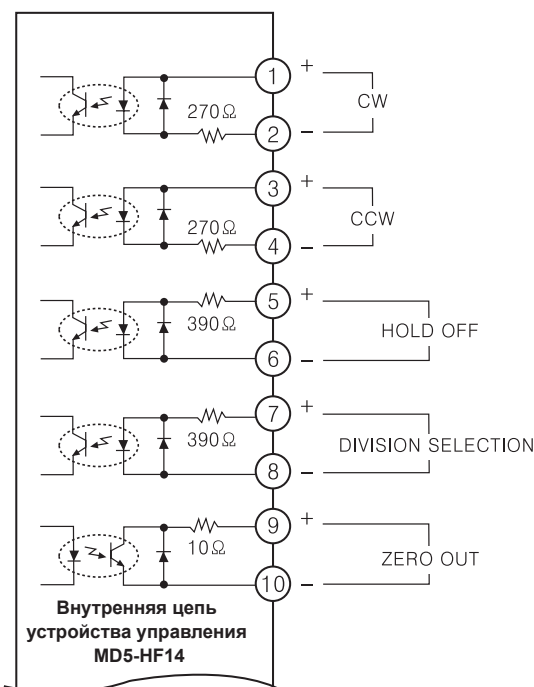 1 +
CW
270Ω
2 −
3 +
CCW
270Ω
4 −
5 +
390Ω
HOLD OFF
6 −
7 +
390Ω
DIVISION SELECTION
8 −
9 +
10Ω
ZERO OUT
10 −
Внутренняя цепь
устройства управления
MD5-HF14